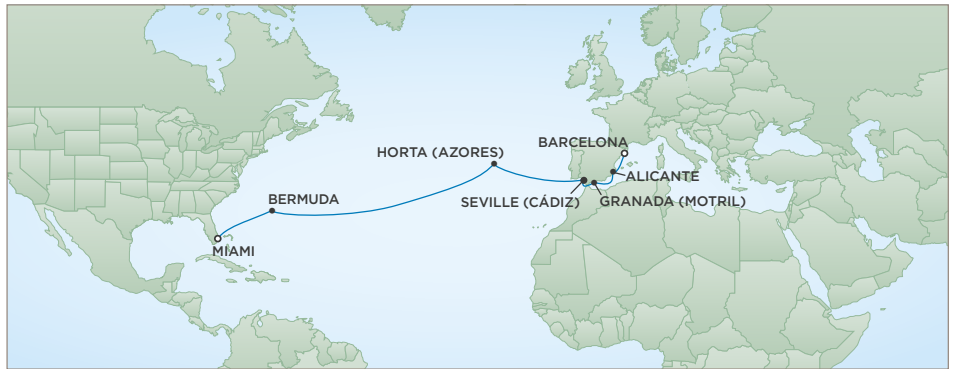 BARCELONA
HORTA (AZORES)
ALICANTE
BERMUDA
SEVILLE (CÁDIZ)
GRANADA (MOTRIL)
MIAMI